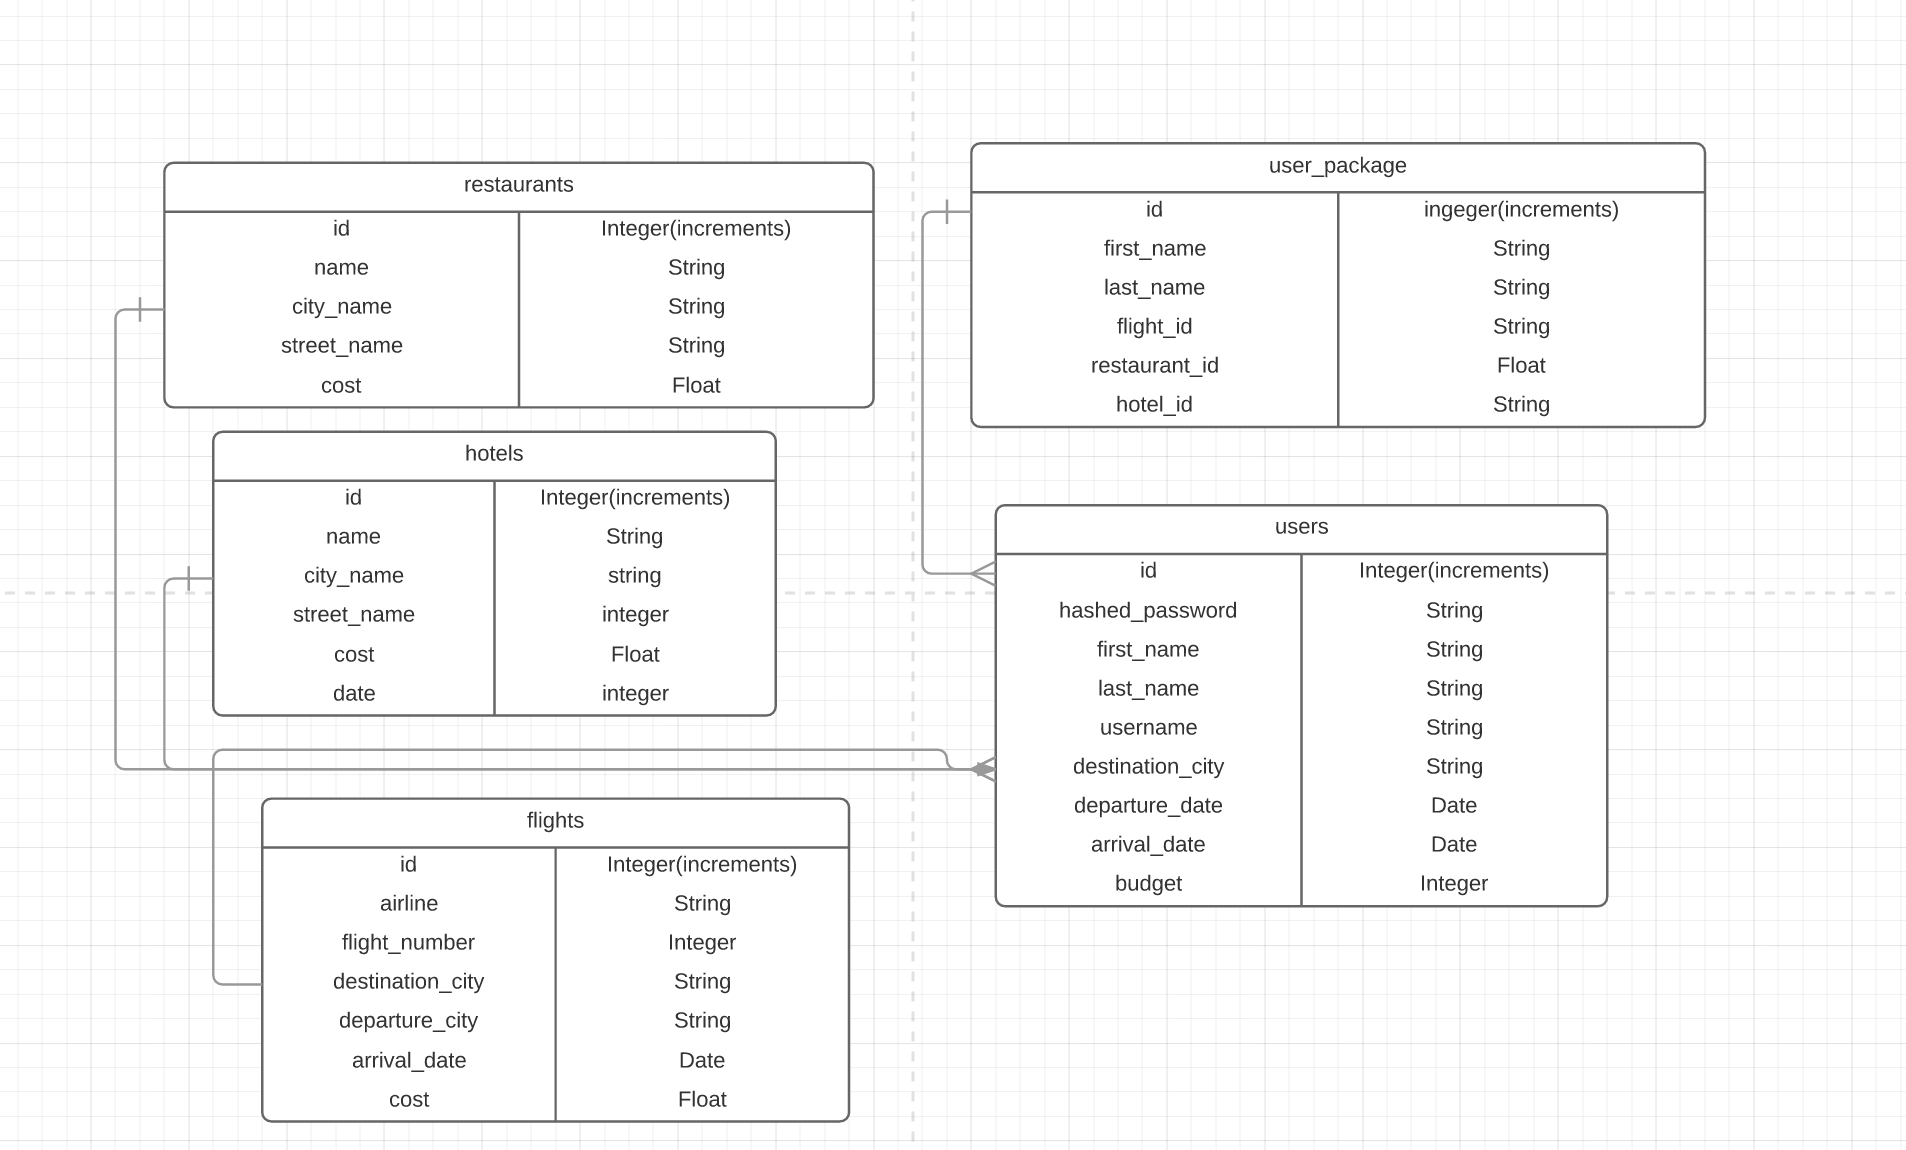 restaurants
id Integer(increments)
name String
city_name String
street_name String
cost Float
hotels
id Integer(increments)
name String
city_name string
street_name integer
cost Float
date integer
flights
id Integer(increments)
airline String
flight_number Integer
destination_city String
departure_city String
arrival_date Date
cost Float
user_package
id ingeger(increments)
first_name String
last_name String
flight_id String
restaurant_id Float
hotel_id String
users
id Integer(increments)
hashed_password String
first_name String
last_name String
username String
destination_city String
departure_date Date
arrival_date Date
budget Integer